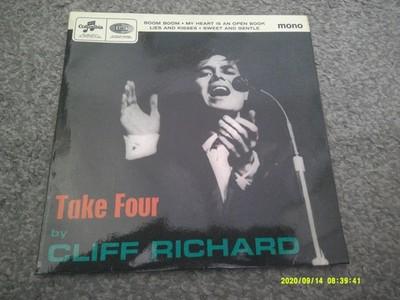 Columbia
BOOM BOOM • MY HEART IS AN OPEN BOOK
LIES AND KISSES • SWEET AND GENTLE
mono
Take Four
by
CLIFF RICHARD
2020/09/14 08:39:41